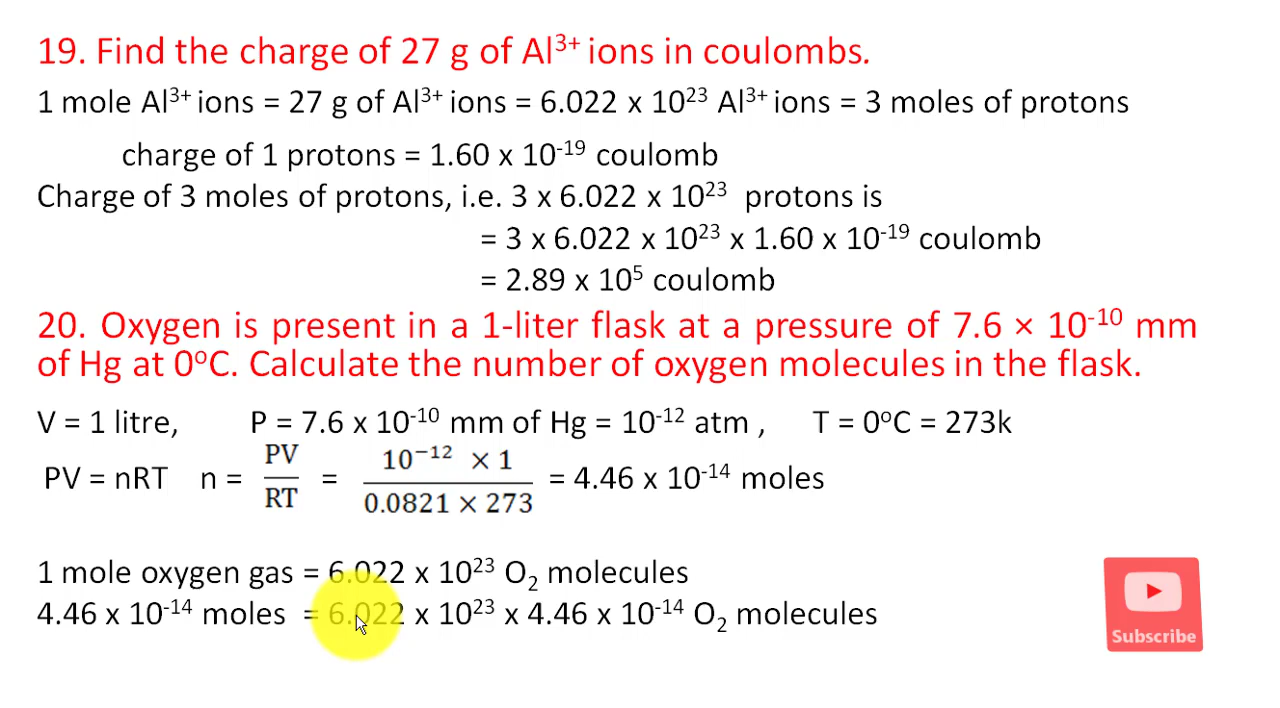 19. Find the charge of 27 g of Al³⁺ ions in coulombs.
1 mole Al³⁺ ions = 27 g of Al³⁺ ions = 6.022 x 10²³ Al³⁺ ions = 3 moles of protons
charge of 1 protons = 1.60 x 10⁻¹⁹ coulomb
Charge of 3 moles of protons, i.e. 3 x 6.022 x 10²³ protons is
= 3 x 6.022 x 10²³ x 1.60 x 10⁻¹⁹ coulomb
= 2.89 x 10⁵ coulomb
20. Oxygen is present in a 1-liter flask at a pressure of 7.6 × 10⁻¹⁰ mm
of Hg at 0ᵒC. Calculate the number of oxygen molecules in the flask.
V = 1 litre, P = 7.6 x 10⁻¹⁰ mm of Hg = 10⁻¹² atm , T = 0ᵒC = 273k
PV = nRT n = PV/RT = 10⁻¹² × 1 / 0.0821 × 273 = 4.46 x 10⁻¹⁴ moles
1 mole oxygen gas = 6.022 x 10²³ O₂ molecules
4.46 x 10⁻¹⁴ moles = 6.022 x 10²³ x 4.46 x 10⁻¹⁴ O₂ molecules
Subscribe